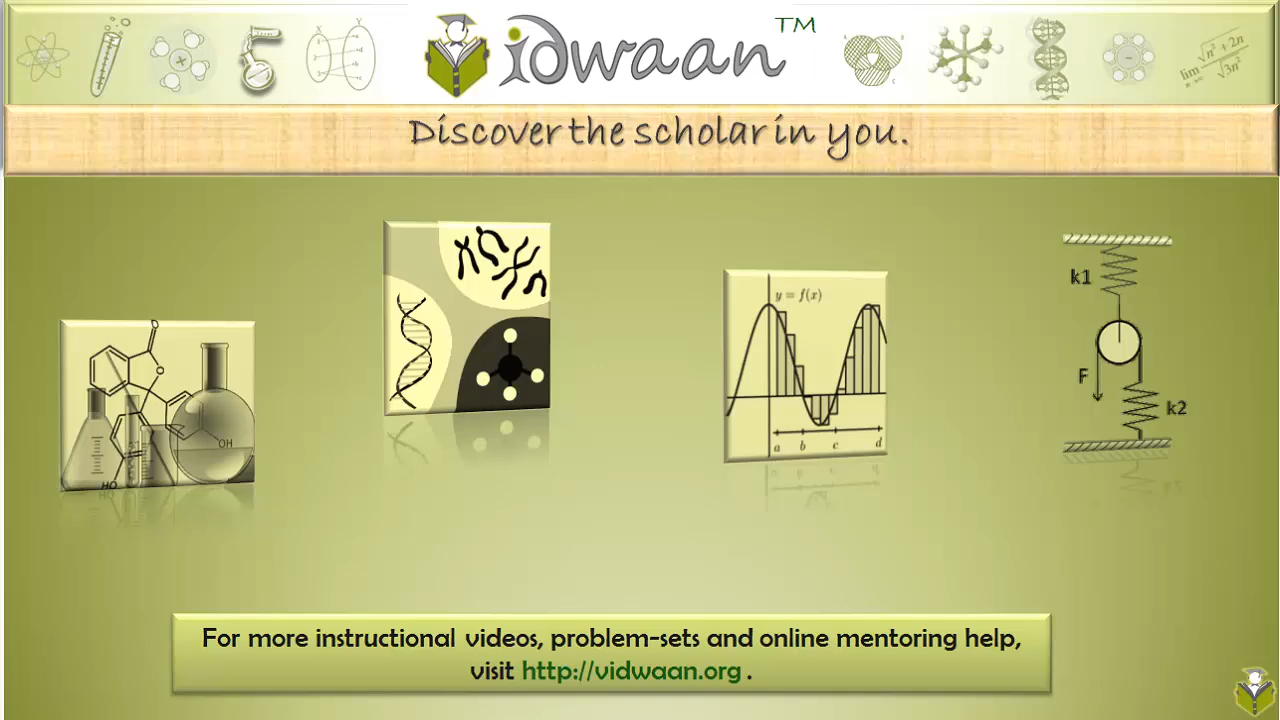 vidwaan™
Discover the scholar in you.
y = f(x)
a b c d
OH
HO
k1
F
k2
For more instructional videos, problem-sets and online mentoring help,
visit http://vidwaan.org .